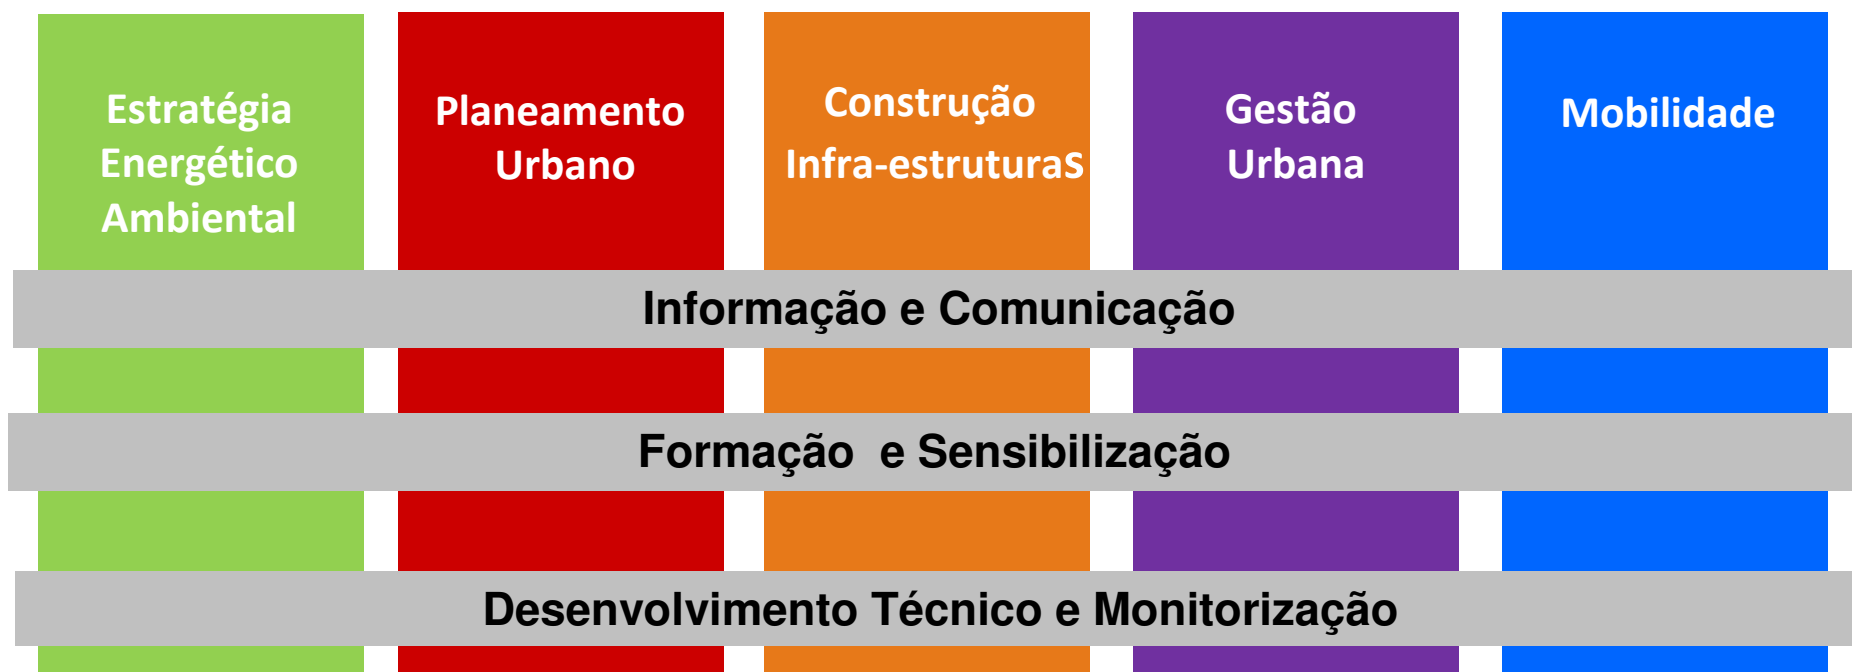 Estratégia
Energético
Ambiental
Planeamento
Urbano
Construção
Infra-estruturas
Gestão
Urbana
Mobilidade
Informação e Comunicação
Formação  e Sensibilização
Desenvolvimento Técnico e Monitorização